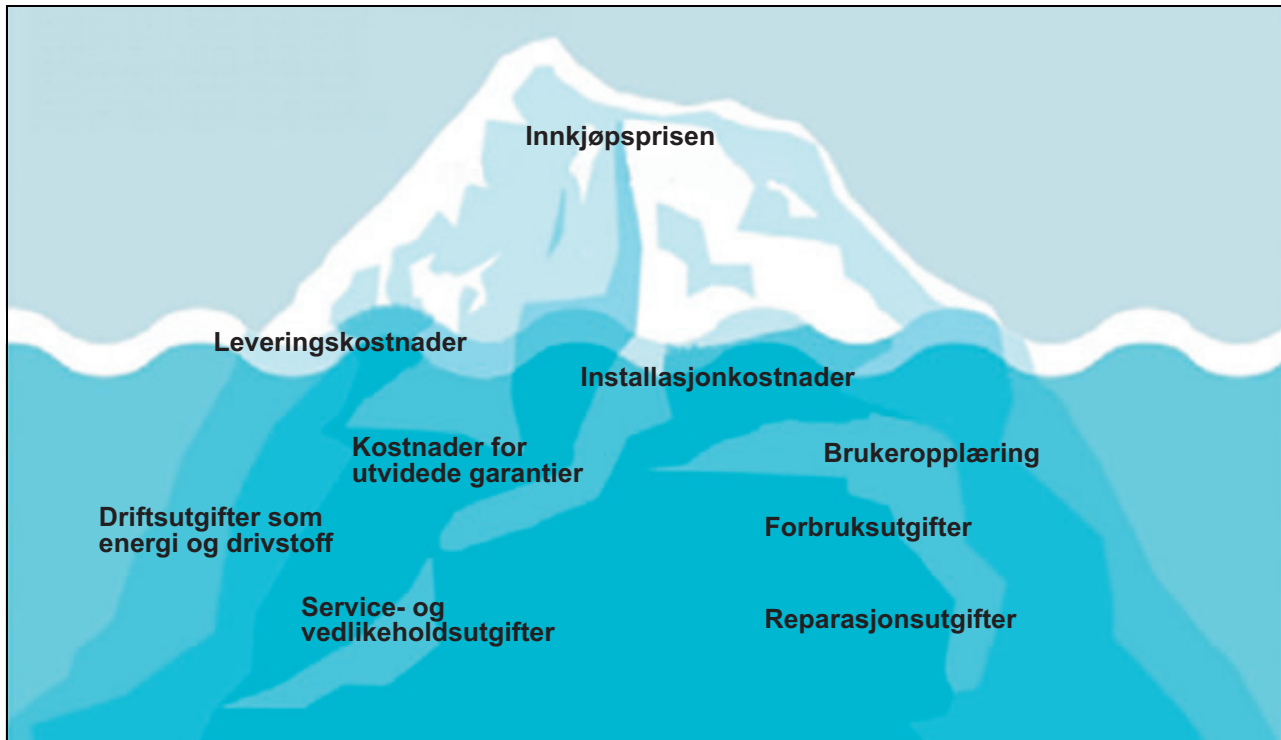 Innkjøpsprisen
Leveringskostnader
Installasjonkostnader
Kostnader for
utvidede garantier
Brukeropplæring
Driftsutgifter som
energi og drivstoff
Forbruksutgifter
Service- og
vedlikeholdsutgifter
Reparasjonsutgifter